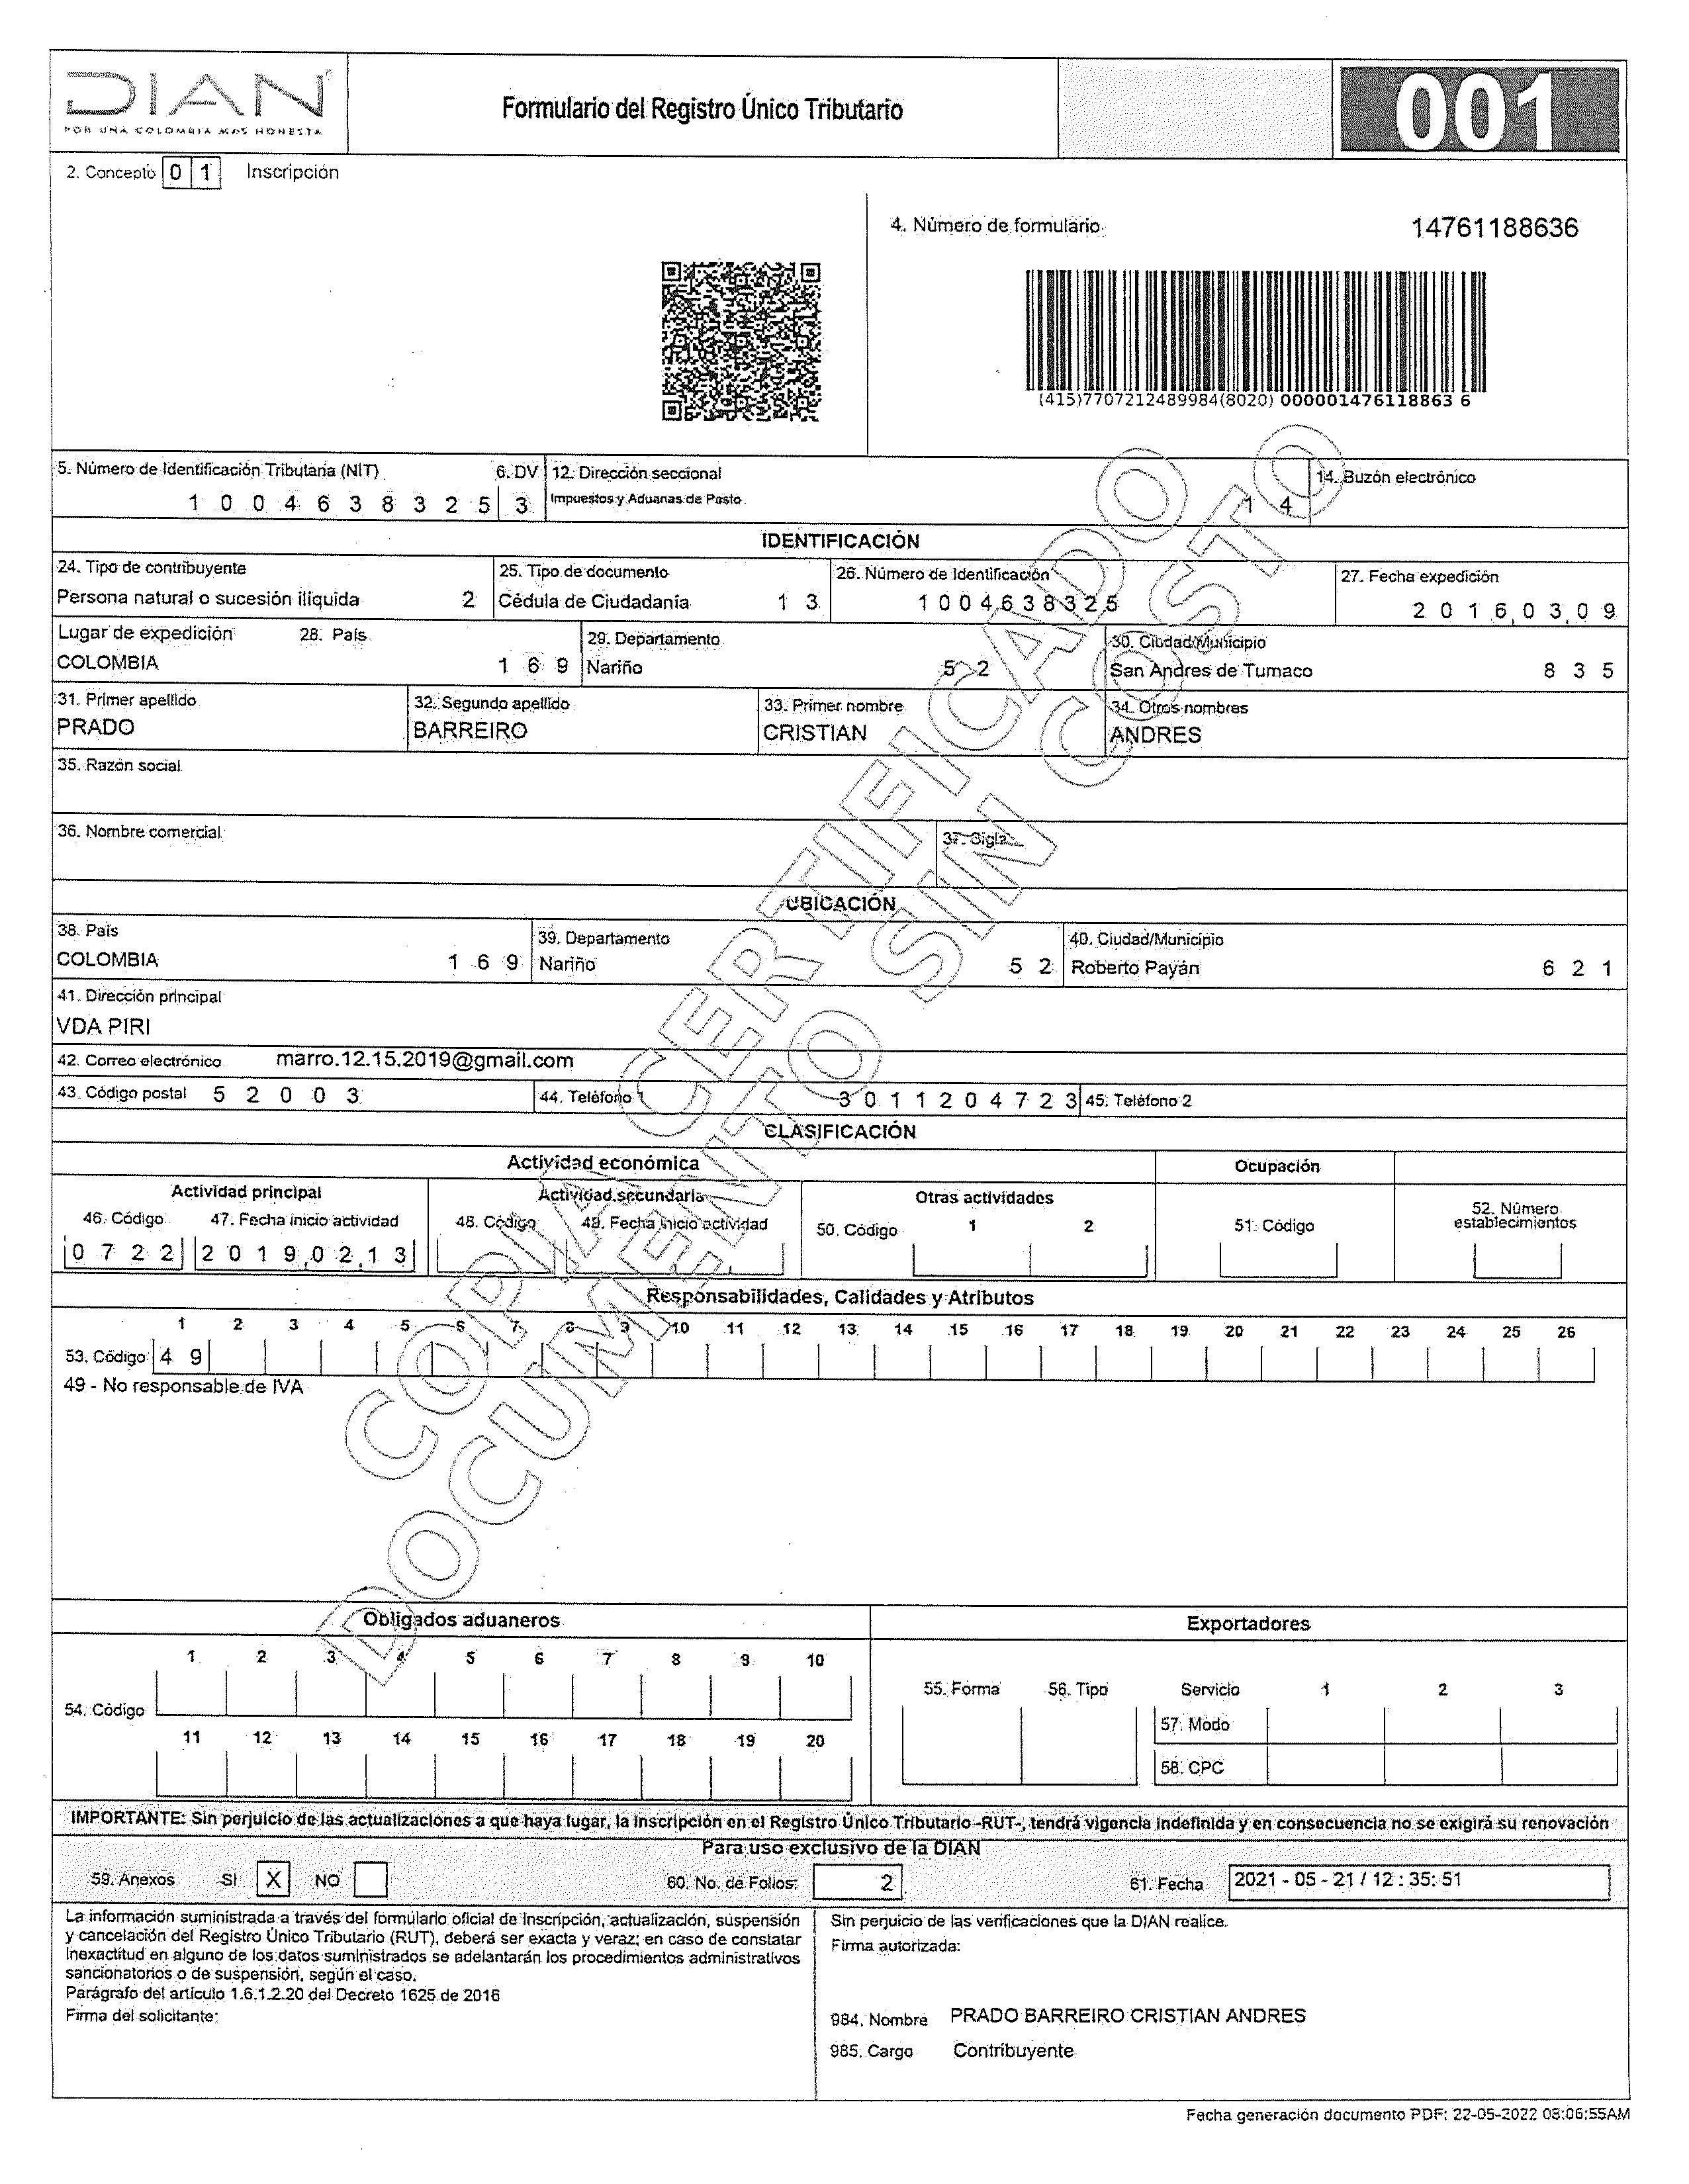 DIAN
POR UNA COLOMBIA MÁS HONESTA
Formulario del Registro Único Tributario
001
2. Concepto 0 1 Inscripción
4. Número de formulario 14761188636
(415)7707212489984(8020) 000001476118863 6
5. Número de Identificación Tributaria (NIT) 6. DV 12. Dirección seccional 14. Buzón electrónico
1 0 0 4 6 3 8 3 2 5 3 Impuestos y Aduanas de Pasto 1 4
IDENTIFICACIÓN
24. Tipo de contribuyente 25. Tipo de documento 26. Número de Identificación 27. Fecha expedición
Persona natural o sucesión ilíquida 2 Cédula de Ciudadanía 1 3 1 0 0 4 6 3 8 3 2 5 2 0 1 6 0 3 0 9
Lugar de expedición 28. País 29. Departamento 30. Ciudad/Municipio
COLOMBIA 1 6 9 Nariño 5 2 San Andres de Tumaco 8 3 5
31. Primer apellido 32. Segundo apellido 33. Primer nombre 34. Otros nombres
PRADO BARREIRO CRISTIAN ANDRES
35. Razón social
36. Nombre comercial 37. Sigla
UBICACIÓN
38. País 39. Departamento 40. Ciudad/Municipio
COLOMBIA 1 6 9 Nariño 5 2 Roberto Payán 6 2 1
41. Dirección principal
VDA PIRI
42. Correo electrónico marro.12.15.2019@gmail.com
43. Código postal 5 2 0 0 3 44. Teléfono 1 3 0 1 1 2 0 4 7 2 3 45. Teléfono 2
CLASIFICACIÓN
Actividad económica Ocupación
Actividad principal Actividad secundaria Otras actividades 52. Número establecimientos
46. Código 47. Fecha inicio actividad 48. Código 49. Fecha inicio actividad 50. Código 1 2 51. Código
0 7 2 2 2 0 1 9 0 2 1 3
Responsabilidades, Calidades y Atributos
1 2 3 4 5 6 7 8 9 10 11 12 13 14 15 16 17 18 19 20 21 22 23 24 25 26
53. Código 4 9
49 - No responsable de IVA
COPIA CERTIFICADO
DOCUMENTO SIN COSTO
Obligados aduaneros Exportadores
1 2 3 4 5 6 7 8 9 10
55. Forma 56. Tipo Servicio 1 2 3
54. Código
57. Modo
11 12 13 14 15 16 17 18 19 20
58. CPC
IMPORTANTE: Sin perjuicio de las actualizaciones a que haya lugar, la inscripción en el Registro Único Tributario -RUT-, tendrá vigencia indefinida y en consecuencia no se exigirá su renovación
Para uso exclusivo de la DIAN
59. Anexos SI X NO 60. No. de Folios: 2 61. Fecha 2021 - 05 - 21 / 12 : 35: 51
La información suministrada a través del formulario oficial de inscripción, actualización, suspensión
y cancelación del Registro Único Tributario (RUT), deberá ser exacta y veraz; en caso de constatar
inexactitud en alguno de los datos suministrados se adelantarán los procedimientos administrativos
sancionatorios o de suspensión, según el caso.
Parágrafo del artículo 1.6.1.2.20 del Decreto 1625 de 2016
Firma del solicitante:
Sin perjuicio de las verificaciones que la DIAN realice.
Firma autorizada:
984. Nombre PRADO BARREIRO CRISTIAN ANDRES
985. Cargo Contribuyente
Fecha generación documento PDF: 22-05-2022 08:06:55AM